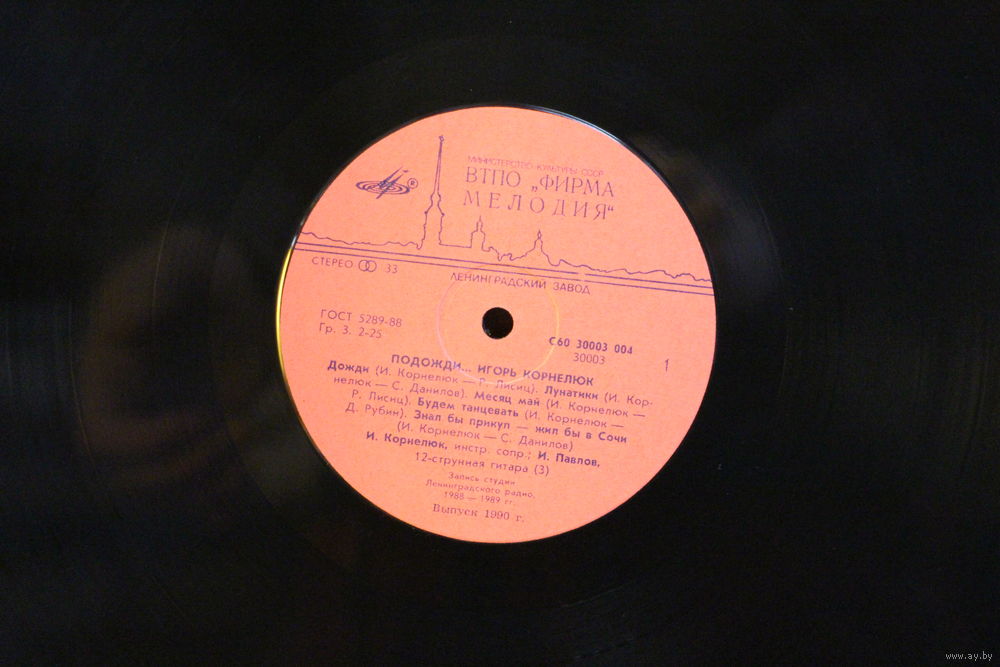 МИНИСТЕРСТВО КУЛЬТУРЫ СССР
ВТПО „ФИРМА
МЕЛОДИЯ“
®
СТЕРЕО 33
ЛЕНИНГРАДСКИЙ ЗАВОД
ГОСТ 5289-88
Гр. 3. 2-25
С60 30003 004
30003
1
ПОДОЖДИ... ИГОРЬ КОРНЕЛЮК
Дожди (И. Корнелюк — Р. Лисиц). Лунатики (И. Кор-
нелюк — С. Данилов). Месяц май (И. Корнелюк —
Р. Лисиц). Будем танцевать (И. Корнелюк —
Д. Рубин). Знал бы прикуп — жил бы в Сочи
(И. Корнелюк — С. Данилов)
И. Корнелюк, инстр. сопр.; И. Павлов,
12-струнная гитара (3)
Запись студии
Ленинградского радио,
1988 — 1989 гг.
Выпуск 1990 г.
www.ay.by